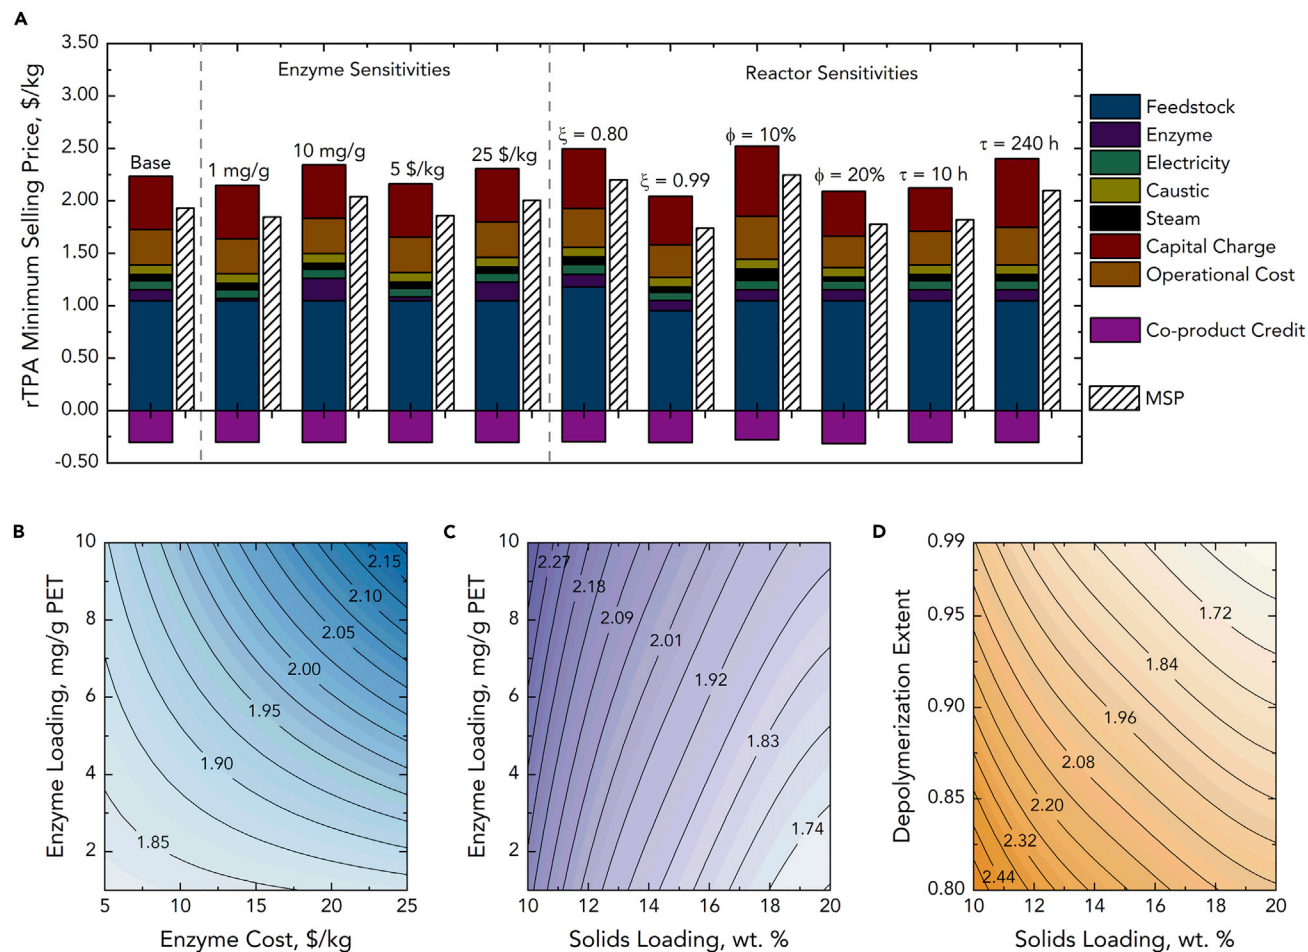 A
rTPA Minimum Selling Price, $/kg
3.50
3.00
2.50
2.00
1.50
1.00
0.50
0.00
-0.50
Enzyme Sensitivities
Reactor Sensitivities
Base
1 mg/g
10 mg/g
5 $/kg
25 $/kg
ξ = 0.80
ξ = 0.99
ϕ = 10%
ϕ = 20%
τ = 10 h
τ = 240 h
Feedstock
Enzyme
Electricity
Caustic
Steam
Capital Charge
Operational Cost
Co-product Credit
MSP
B
Enzyme Loading, mg/g PET
10
8
6
4
2
2.15
2.10
2.05
2.00
1.95
1.90
1.85
5
10
15
20
25
Enzyme Cost, $/kg
C
Enzyme Loading, mg/g PET
10
8
6
4
2
2.27
2.18
2.09
2.01
1.92
1.83
1.74
10
12
14
16
18
20
Solids Loading, wt. %
D
Depolymerization Extent
0.99
0.95
0.90
0.85
0.80
1.72
1.84
1.96
2.08
2.20
2.32
2.44
10
12
14
16
18
20
Solids Loading, wt. %